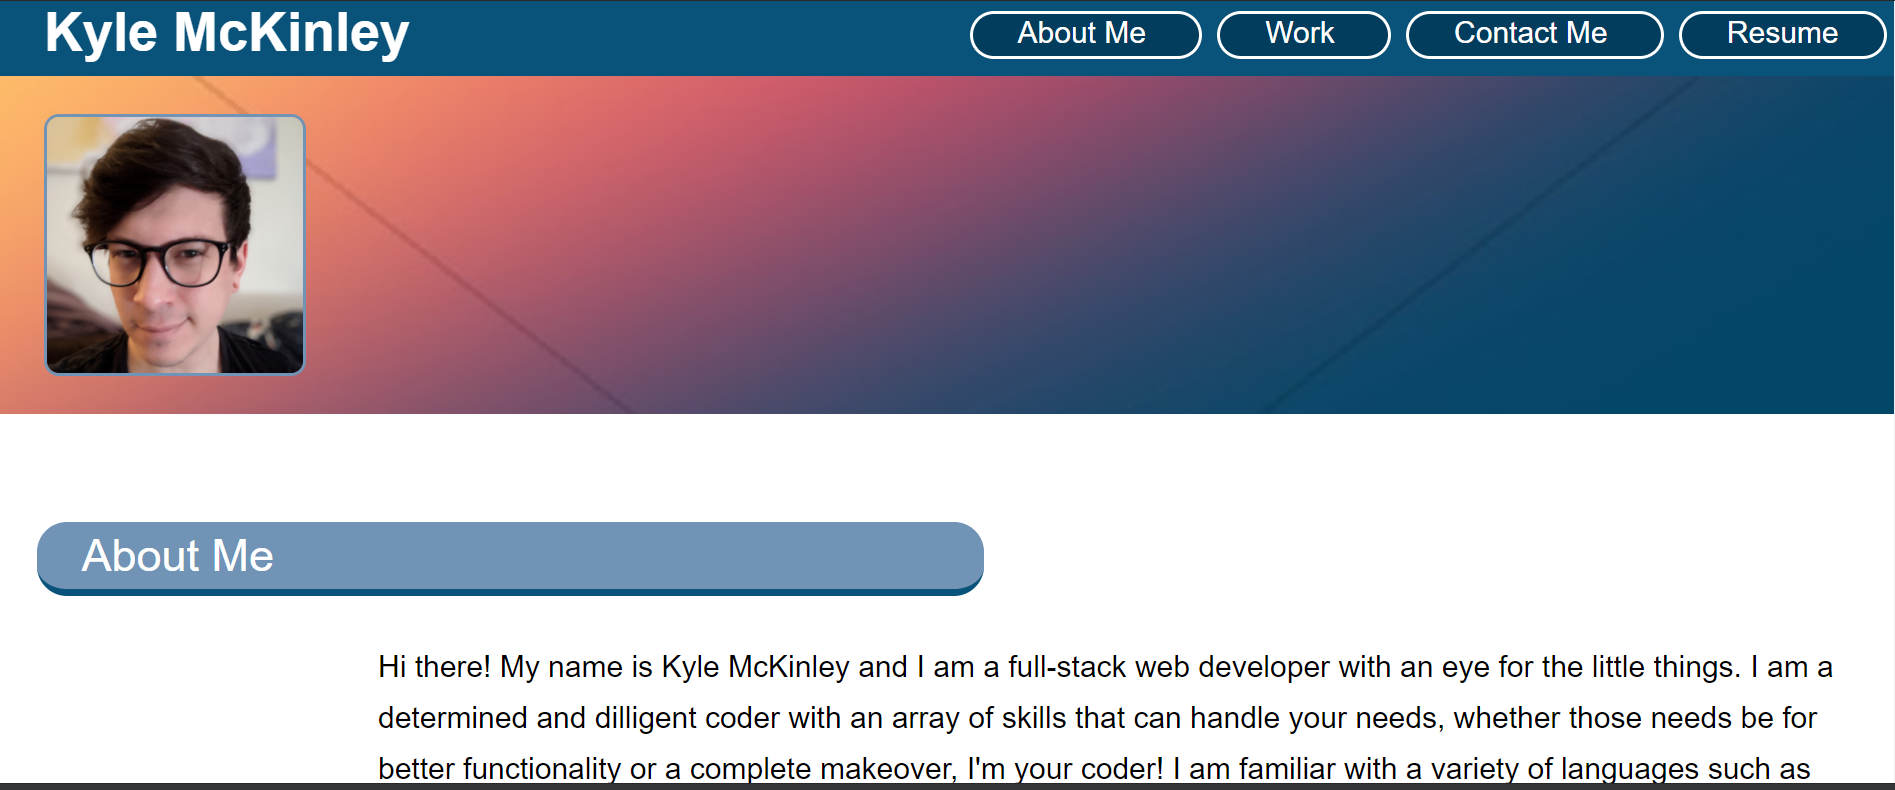 Kyle McKinley
About Me
Work
Contact Me
Resume
About Me
Hi there! My name is Kyle McKinley and I am a full-stack web developer with an eye for the little things. I am a
determined and dilligent coder with an array of skills that can handle your needs, whether those needs be for
better functionality or a complete makeover, I'm your coder! I am familiar with a variety of languages such as